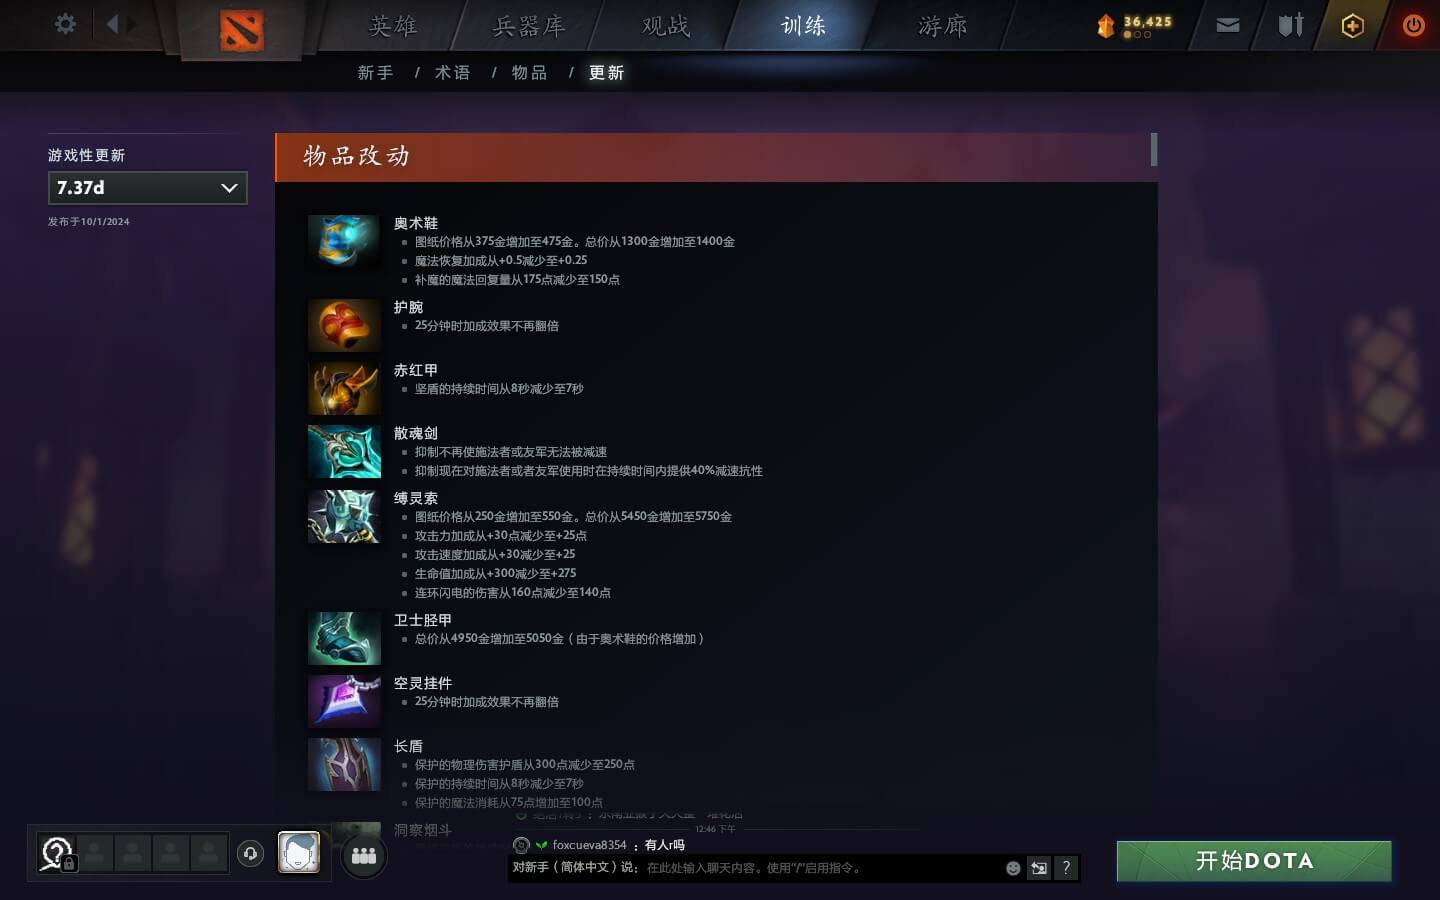 英雄
兵器库
观战
训练
游廊
36,425
新手 / 术语 / 物品 / 更新
游戏性更新
7.37d
发布于10/1/2024
物品改动
奥术鞋
图纸价格从375金增加至475金。总价从1300金增加至1400金
魔法恢复加成从+0.5减少至+0.25
补魔的魔法回复量从175点减少至150点
护腕
25分钟时加成效果不再翻倍
赤红甲
坚盾的持续时间从8秒减少至7秒
散魂剑
抑制不再使施法者或友军无法被减速
抑制现在对施法者或者友军使用时在持续时间内提供40%减速抗性
缚灵索
图纸价格从250金增加至550金。总价从5450金增加至5750金
攻击力加成从+30点减少至+25点
攻击速度加成从+30减少至+25
生命值加成从+300减少至+275
连环闪电的伤害从160点减少至140点
卫士胫甲
总价从4950金增加至5050金（由于奥术鞋的价格增加）
空灵挂件
25分钟时加成效果不再翻倍
长盾
保护的物理伤害护盾从300点减少至250点
保护的持续时间从8秒减少至7秒
保护的魔法消耗从75点增加至100点
洞察烟斗
12:46 下午
foxcueva8354 ：有人r吗
对新手（简体中文）说： 在此处输入聊天内容。使用“/”启用指令。
?
开始DOTA